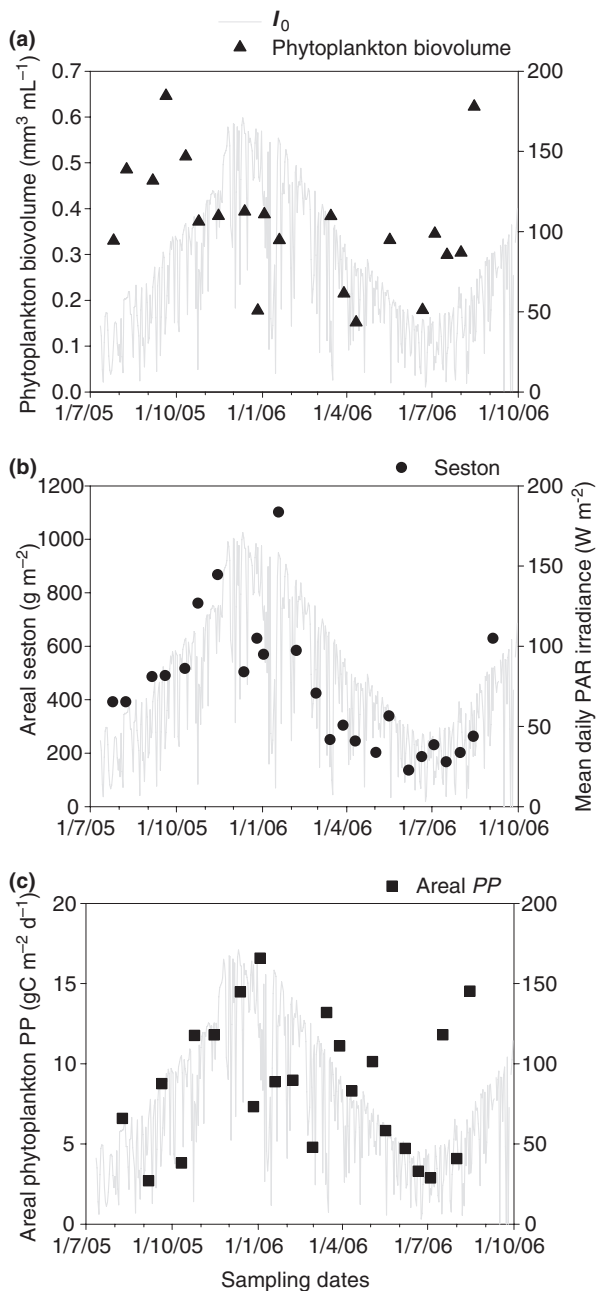 I₀
(a)
Phytoplankton biovolume
Phytoplankton biovolume (mm³ mL⁻¹)
0.7
0.6
0.5
0.4
0.3
0.2
0.1
0.0
200
150
100
50
0
1/7/05 1/10/05 1/1/06 1/4/06 1/7/06 1/10/06
(b)
Seston
Areal seston (g m⁻²)
1200
1000
800
600
400
200
0
200
150
100
50
0
Mean daily PAR irradiance (W m⁻²)
1/7/05 1/10/05 1/1/06 1/4/06 1/7/06 1/10/06
(c)
Areal PP
Areal phytoplankton PP (gC m⁻² d⁻¹)
20
15
10
5
0
200
150
100
50
0
1/7/05 1/10/05 1/1/06 1/4/06 1/7/06 1/10/06
Sampling dates